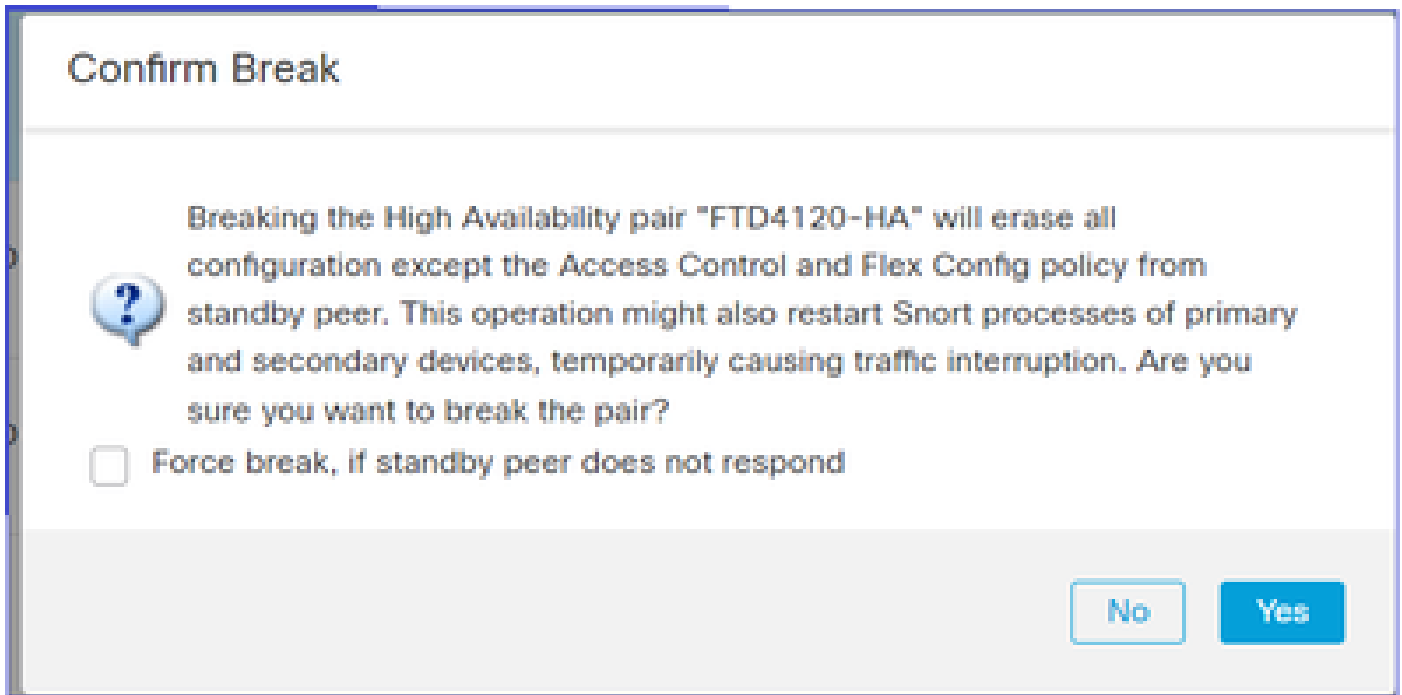 Confirm Break
Breaking the High Availability pair "FTD4120-HA" will erase all
configuration except the Access Control and Flex Config policy from
standby peer. This operation might also restart Snort processes of primary
and secondary devices, temporarily causing traffic interruption. Are you
sure you want to break the pair?
Force break, if standby peer does not respond
No
Yes